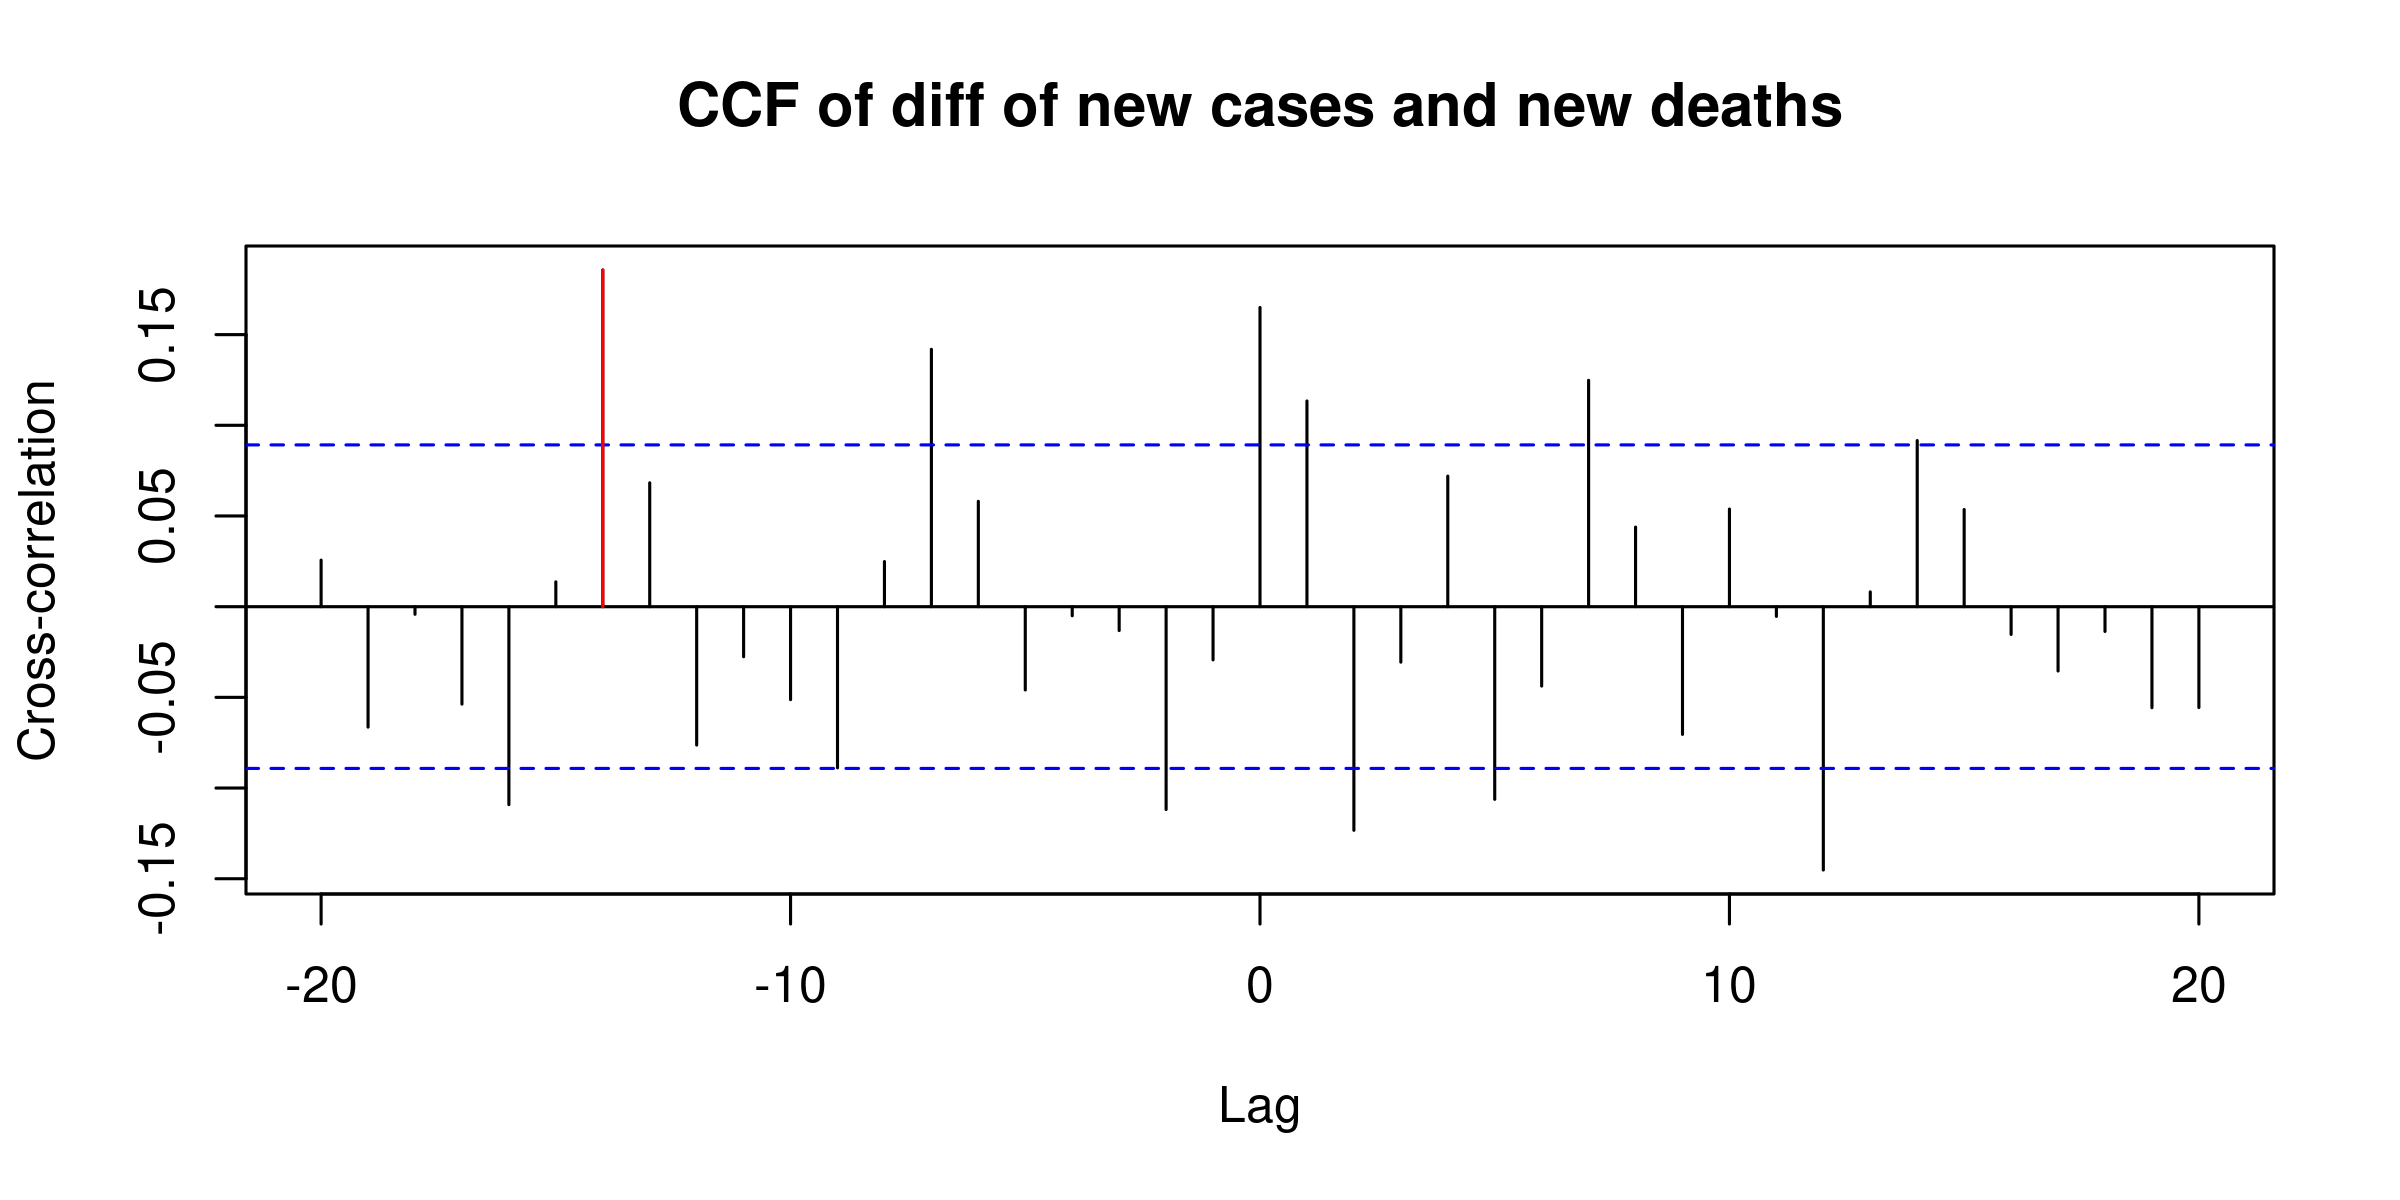 CCF of diff of new cases and new deaths
Cross-correlation
0.15
0.05
-0.05
-0.15
-20 -10 0 10 20
Lag